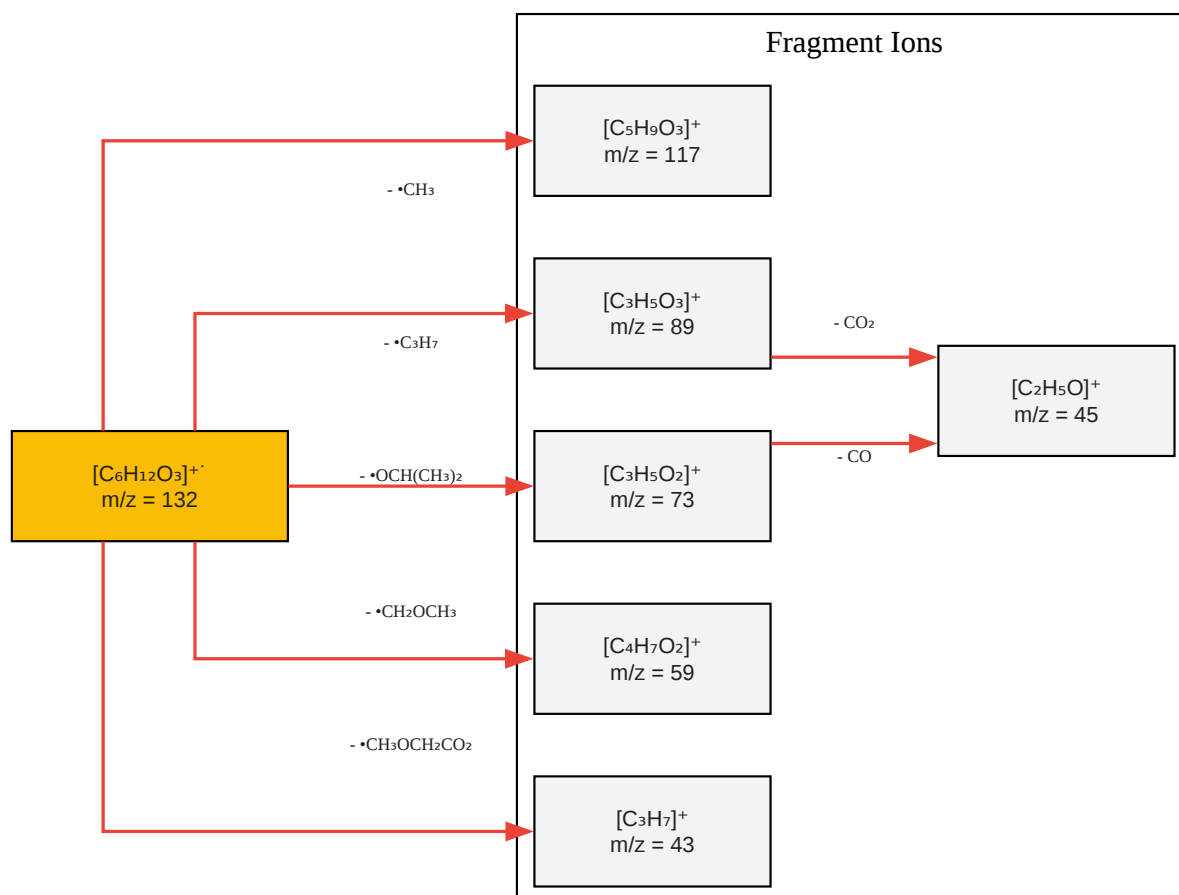 Fragment Ions
[C₅H₉O₃]⁺
m/z = 117
- •CH₃
[C₃H₅O₃]⁺
m/z = 89
- •C₃H₇
- CO₂
[C₂H₅O]⁺
m/z = 45
[C₆H₁₂O₃]⁺˙
m/z = 132
- •OCH(CH₃)₂
[C₃H₅O₂]⁺
m/z = 73
- CO
- •CH₂OCH₃
[C₄H₇O₂]⁺
m/z = 59
- •CH₃OCH₂CO₂
[C₃H₇]⁺
m/z = 43